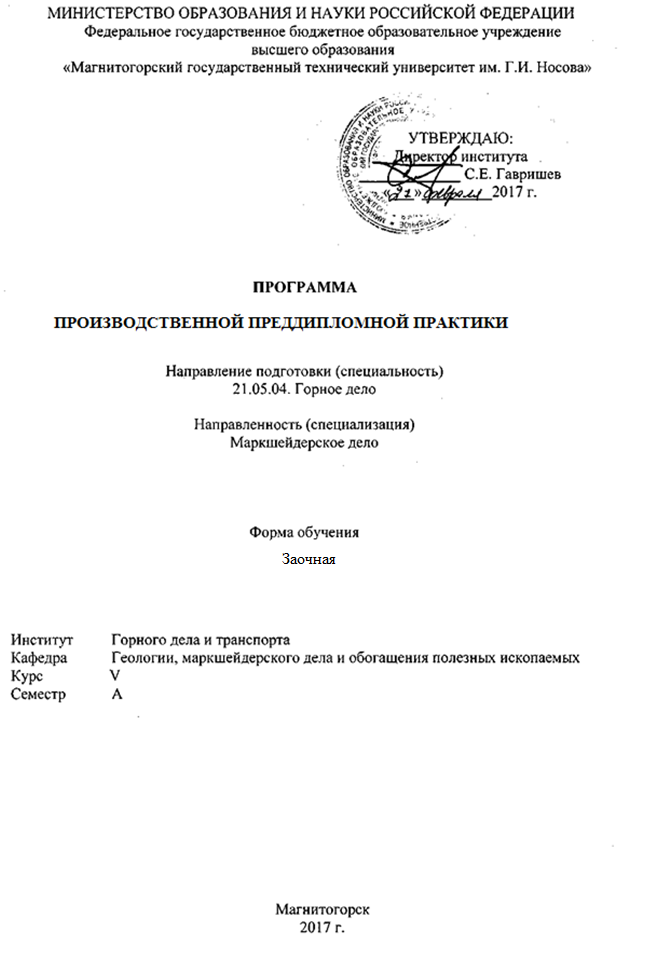 МИНИСТЕРСТВО ОБРАЗОВАНИЯ И НАУКИ РОССИЙСКОЙ ФЕДЕРАЦИИ
Федеральное государственное бюджетное образовательное учреждение
высшего образования
«Магнитогорский государственный технический университет им. Г.И. Носова»
УТВЕРЖДАЮ:
Директор института
С.Е. Гавришев
февраля 2017 г.
ПРОГРАММА
ПРОИЗВОДСТВЕННОЙ ПРЕДДИПЛОМНОЙ ПРАКТИКИ
Направление подготовки (специальность)
21.05.04. Горное дело
Направленность (специализация)
Маркшейдерское дело
Форма обучения
Заочная
Институт Горного дела и транспорта
Кафедра Геологии, маркшейдерского дела и обогащения полезных ископаемых
Курс V
Семестр А
Магнитогорск
2017 г.